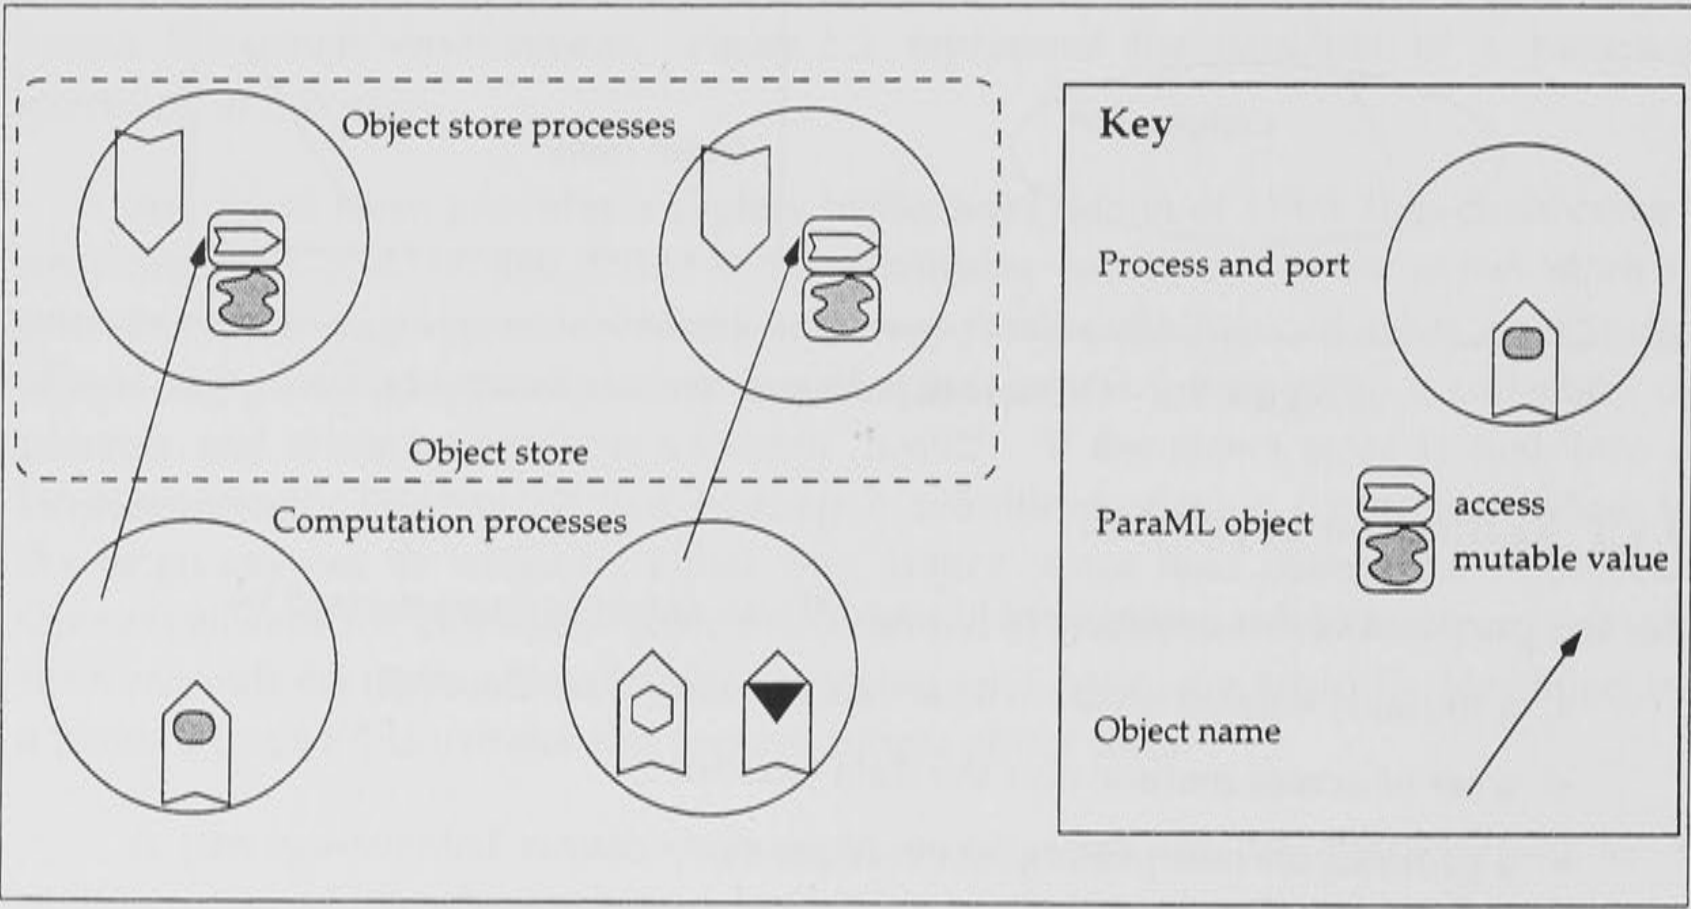 Object store processes
Object store
Computation processes
Key
Process and port
ParaML object
access
mutable value
Object name